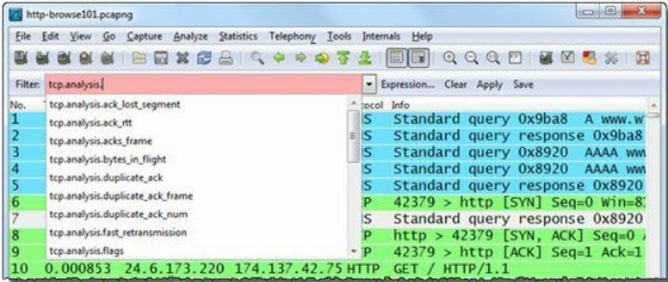 http-browse101.pcapng
File Edit View Go Capture Analyze Statistics Telephony Tools Internals Help
Filter: tcp.analysis. Expression... Clear Apply Save
No. ocol Info
1 S Standard query 0x9ba8 A www.w
tcp.analysis.ack_lost_segment
2 S Standard query response 0x9ba8
tcp.analysis.ack_rtt
3 S Standard query 0x8920 AAAA www
tcp.analysis.acks_frame
4 S Standard query 0x8920 AAAA www
tcp.analysis.bytes_in_flight
5 S Standard query response 0x8920
tcp.analysis.duplicate_ack
6 P 42379 > http [SYN] Seq=0 Win=8
tcp.analysis.duplicate_ack_frame
7 S Standard query response 0x8920
tcp.analysis.duplicate_ack_num
8 P http > 42379 [SYN, ACK] Seq=0
tcp.analysis.fast_retransmission
9 P 42379 > http [ACK] Seq=1 Ack=1
tcp.analysis.flags
10 0.000853 24.6.173.220 174.137.42.75 HTTP GET / HTTP/1.1